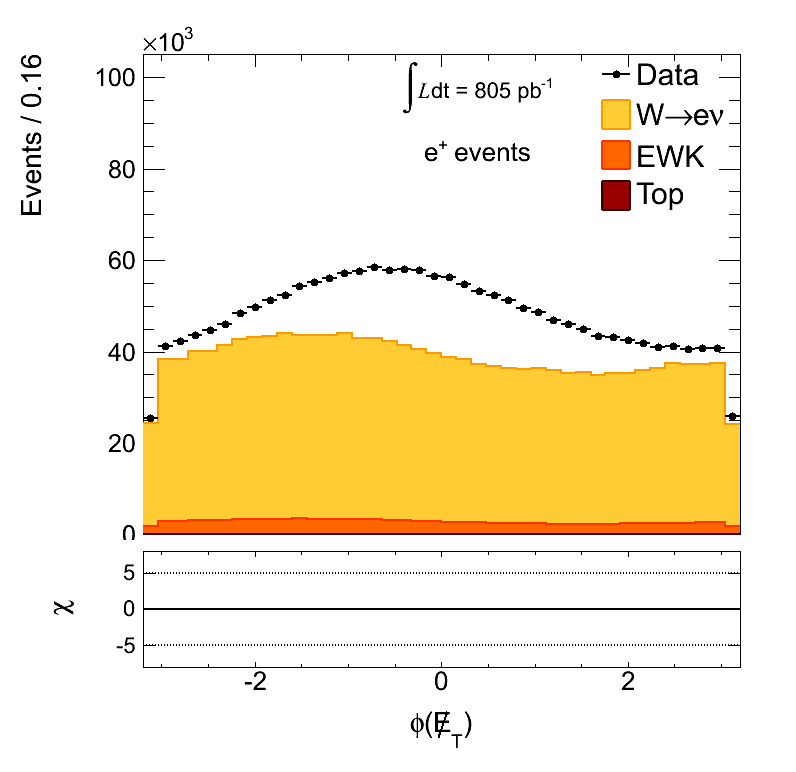 ×10³
Events / 0.16
100
80
60
40
20
0
∫Ldt = 805 pb⁻¹
e⁺ events
Data
W→eν
EWK
Top
χ
5
0
-5
-2
0
2
ϕ(E̸_T)